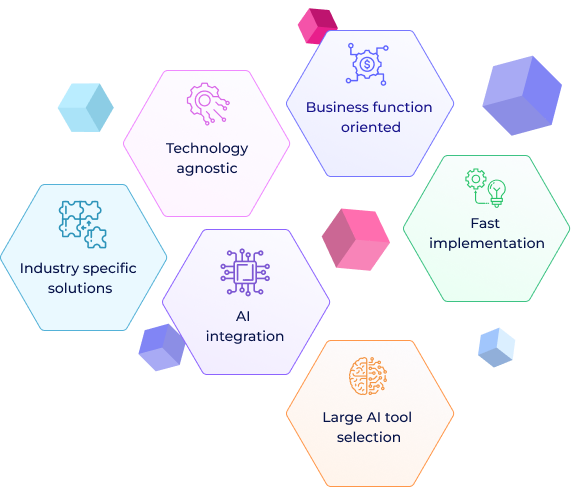 Business function
oriented
Technology
agnostic
Fast
implementation
Industry specific
solutions
AI
integration
Large AI tool
selection